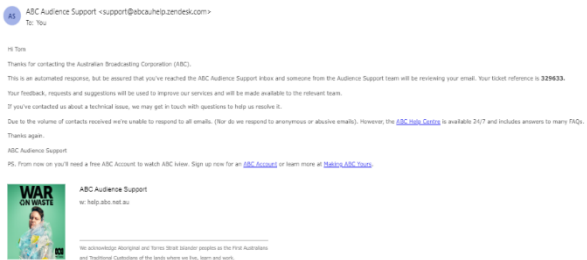 AS
ABC Audience Support <support@abcauhelp.zendesk.com>
To: You
Hi Tom
Thanks for contacting the Australian Broadcasting Corporation (ABC).
This is an automated response, but be assured that you've reached the ABC Audience Support inbox and someone from the Audience Support team will be reviewing your email. Your ticket reference is 329633.
Your feedback, requests and suggestions will be used to improve our services and will be made available to the relevant team.
If you've contacted us about a technical issue, we may get in touch with questions to help us resolve it.
Due to the volume of contacts received we're unable to respond to all emails. (Nor do we respond to anonymous or abusive emails). However, the ABC Help Centre is available 24/7 and includes answers to many FAQs.
Thanks again.
ABC Audience Support
PS. From now on you'll need a free ABC Account to watch ABC iview. Sign up now for an ABC Account or learn more at Making ABC Yours.
WAR
ON WASTE
ABC Audience Support
w: help.abc.net.au
We acknowledge Aboriginal and Torres Strait Islander peoples as the First Australians
and Traditional Custodians of the lands where we live, learn and work.